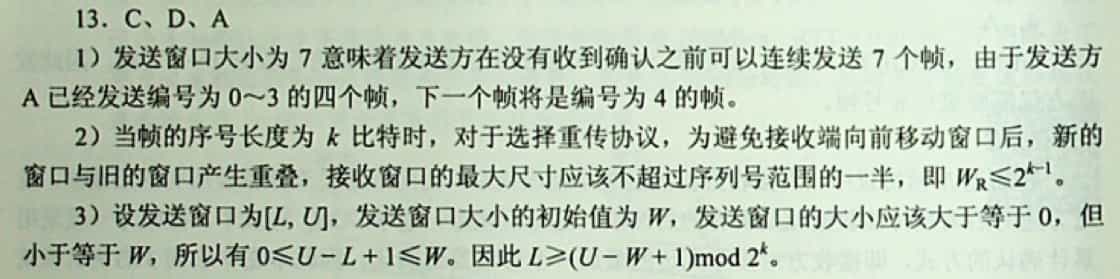 13．C、D、A
1）发送窗口大小为 7 意味着发送方在没有收到确认之前可以连续发送 7 个帧，由于发送方
A 已经发送编号为 0～3 的四个帧，下一个帧将是编号为 4 的帧。
2）当帧的序号长度为 k 比特时，对于选择重传协议，为避免接收端向前移动窗口后，新的
窗口与旧的窗口产生重叠，接收窗口的最大尺寸应该不超过序列号范围的一半，即 W_R≤2^{k−1}。
3）设发送窗口为[L, U]，发送窗口大小的初始值为 W，发送窗口的大小应该大于等于 0，但
小于等于 W，所以有 0≤U−L+1≤W。因此 L≥(U−W+1)mod 2^k。